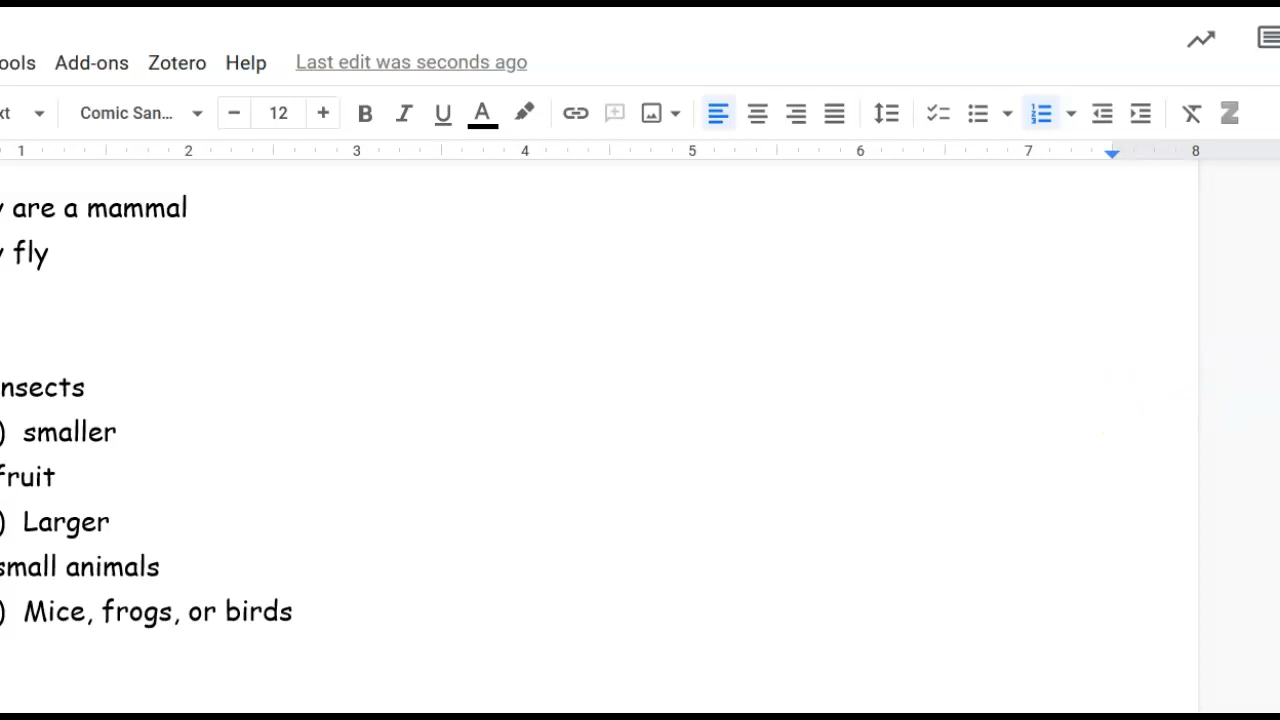 ools Add-ons Zotero Help Last edit was seconds ago
xt Comic San... 12 B I U A
1 2 3 4 5 6 7 8
y are a mammal
y fly
nsects
) smaller
fruit
) Larger
small animals
) Mice, frogs, or birds